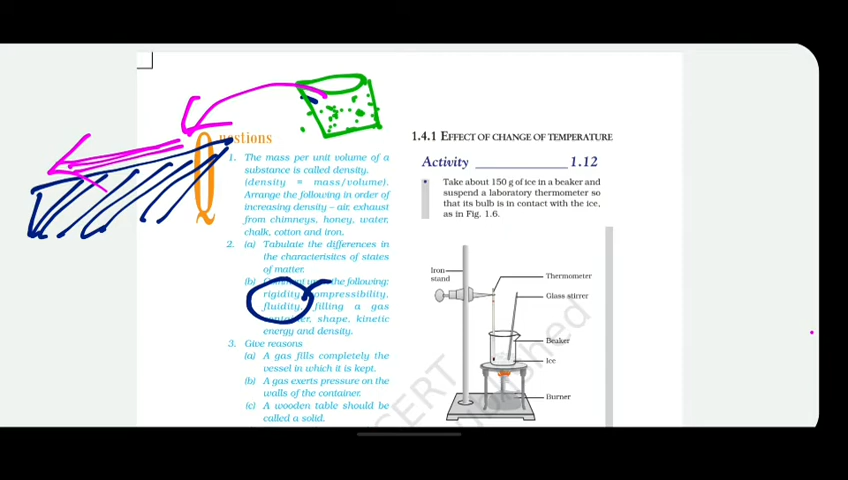 Questions
1. The mass per unit volume of a
substance is called density.
(density = mass/volume).
Arrange the following in order of
increasing density – air, exhaust
from chimneys, honey, water,
chalk, cotton and iron.
2. (a) Tabulate the differences in
the characterisitcs of states
of matter.
(b) Comment upon the following:
rigidity, compressibility,
fluidity, filling a gas
container, shape, kinetic
energy and density.
3. Give reasons
(a) A gas fills completely the
vessel in which it is kept.
(b) A gas exerts pressure on the
walls of the container.
(c) A wooden table should be
called a solid.
1.4.1 EFFECT OF CHANGE OF TEMPERATURE
Activity 1.12
• Take about 150 g of ice in a beaker and
suspend a laboratory thermometer so
that its bulb is in contact with the ice,
as in Fig. 1.6.
Iron
stand
Thermometer
Glass stirrer
Beaker
Ice
Burner